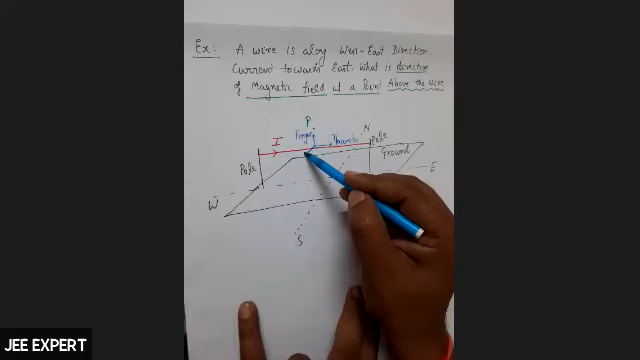 Ex: A wire is along West-East Direction.
Current towards East. What is direction
of Magnetic field at a Point Above the wire
P
Fingers
Thumb
N
I
Pole
Pole
Ground
E
W
S
JEE EXPERT